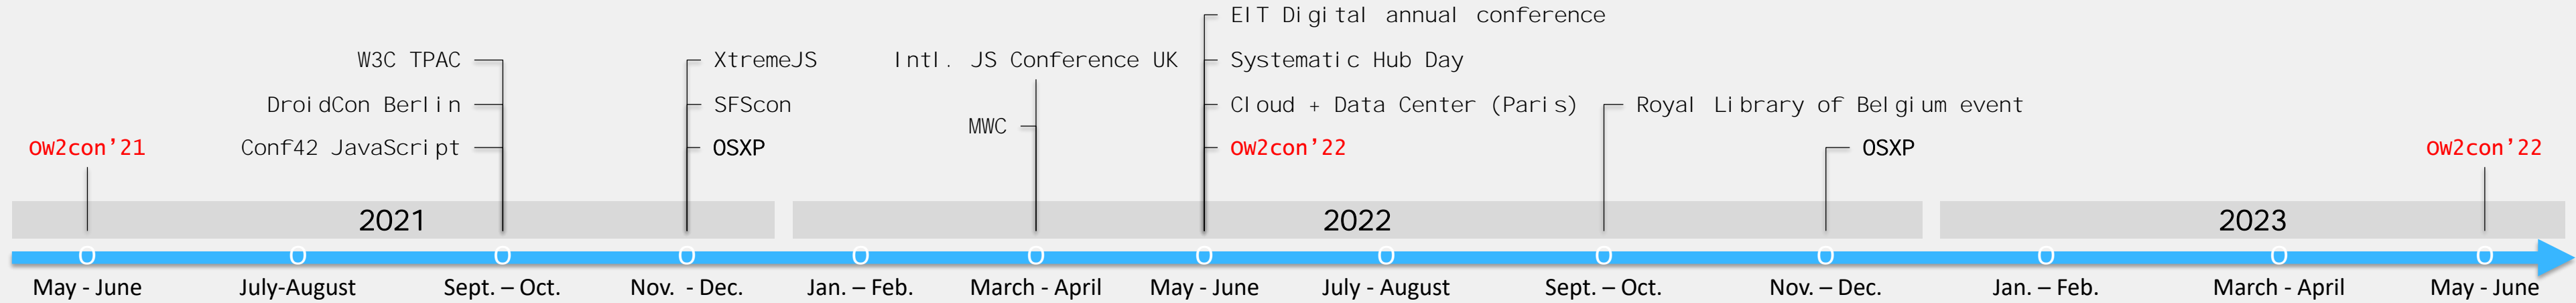 EIT Digital annual conference
W3C TPAC
XtremeJS
Intl. JS Conference UK
Systematic Hub Day
DroidCon Berlin
SFScon
Cloud + Data Center (Paris)
Royal Library of Belgium event
MWC
OW2con’21
Conf42 JavaScript
OSXP
OW2con’22
OSXP
OW2con’22
2021
2022
2023
May - June
July-August
Sept. – Oct.
Nov. - Dec.
Jan. – Feb.
March - April
May - June
July - August
Sept. – Oct.
Nov. – Dec.
Jan. – Feb.
March - April
May - June